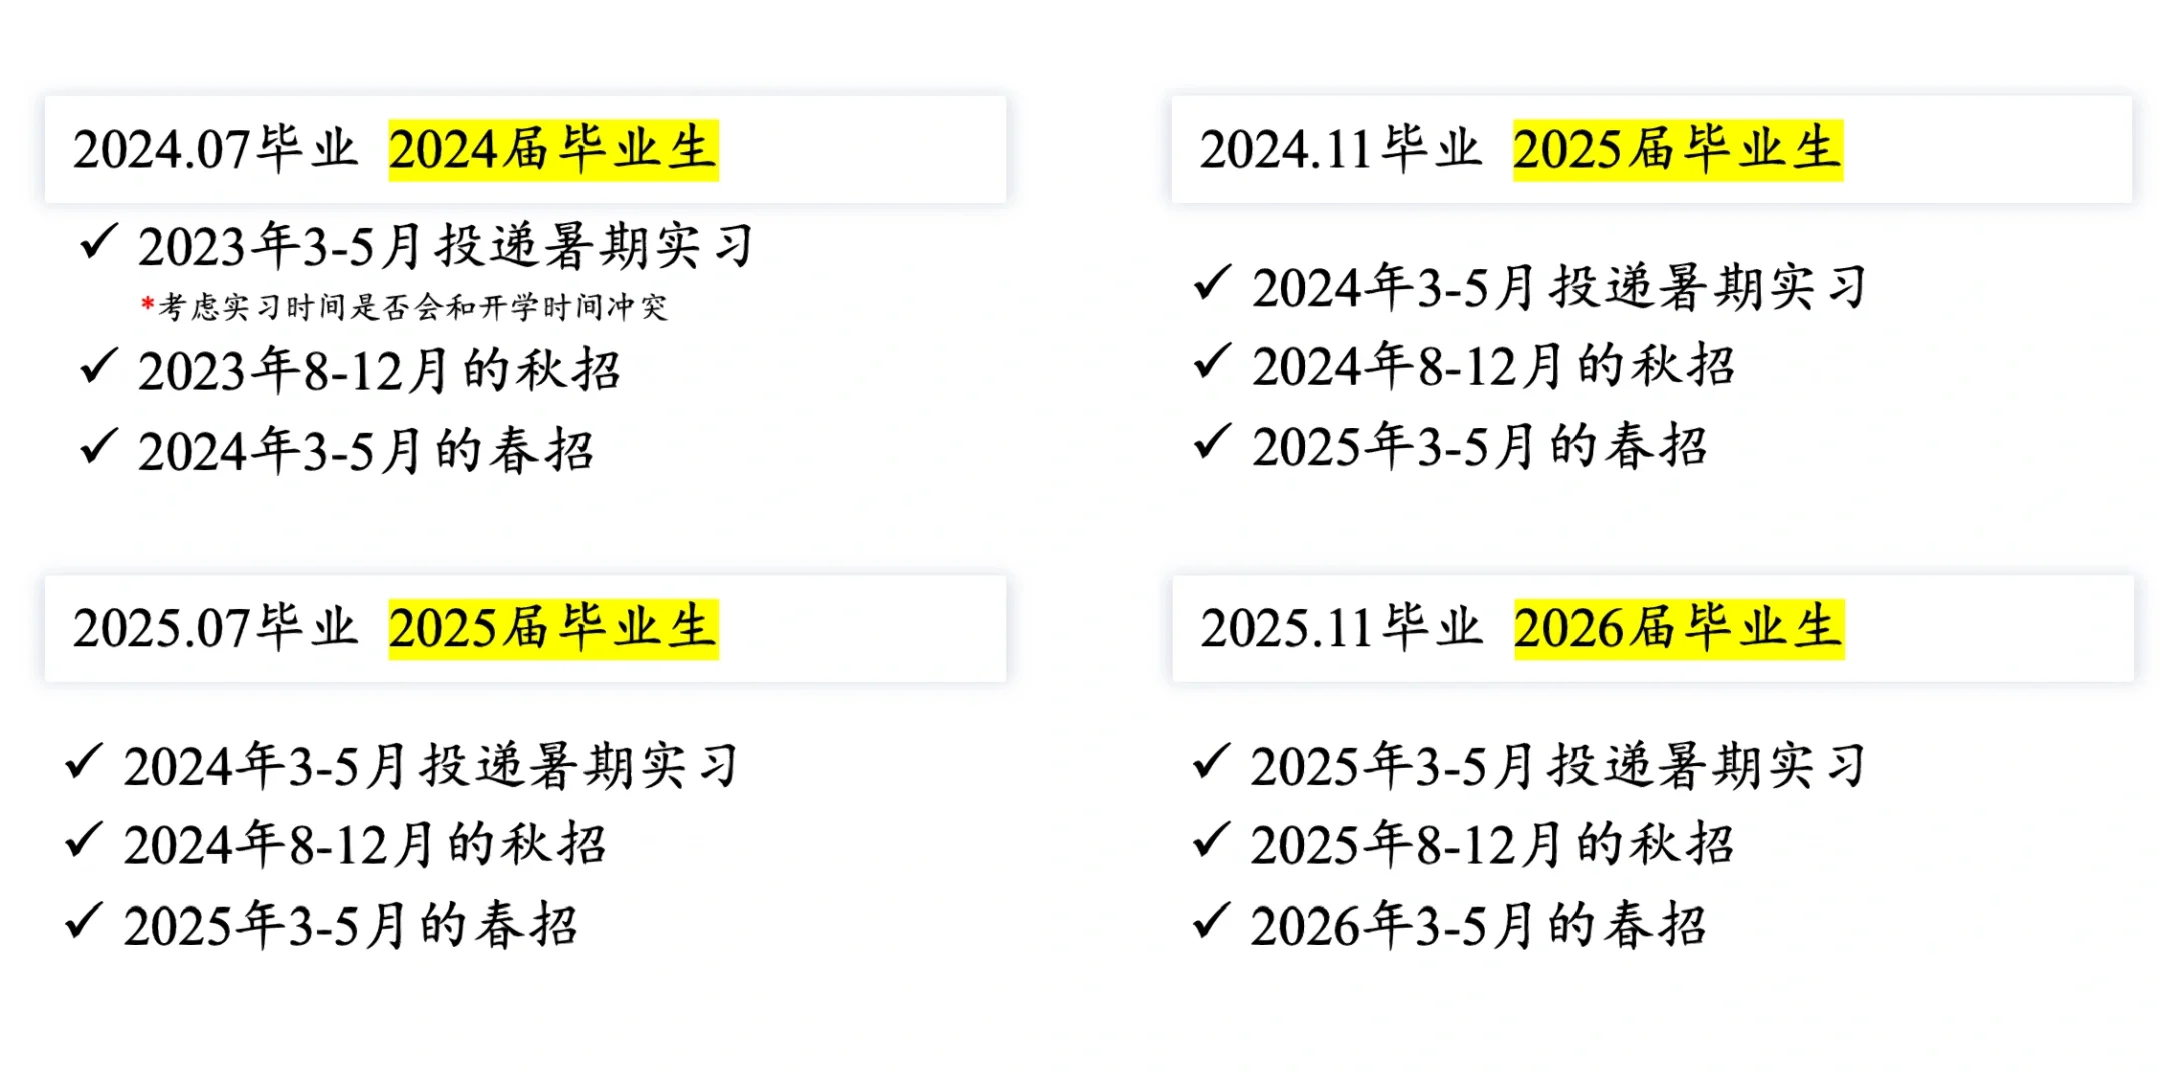 2024.07毕业 2024届毕业生
✓ 2023年3-5月投递暑期实习
*考虑实习时间是否会和开学时间冲突
✓ 2023年8-12月的秋招
✓ 2024年3-5月的春招
2024.11毕业 2025届毕业生
✓ 2024年3-5月投递暑期实习
✓ 2024年8-12月的秋招
✓ 2025年3-5月的春招
2025.07毕业 2025届毕业生
✓ 2024年3-5月投递暑期实习
✓ 2024年8-12月的秋招
✓ 2025年3-5月的春招
2025.11毕业 2026届毕业生
✓ 2025年3-5月投递暑期实习
✓ 2025年8-12月的秋招
✓ 2026年3-5月的春招